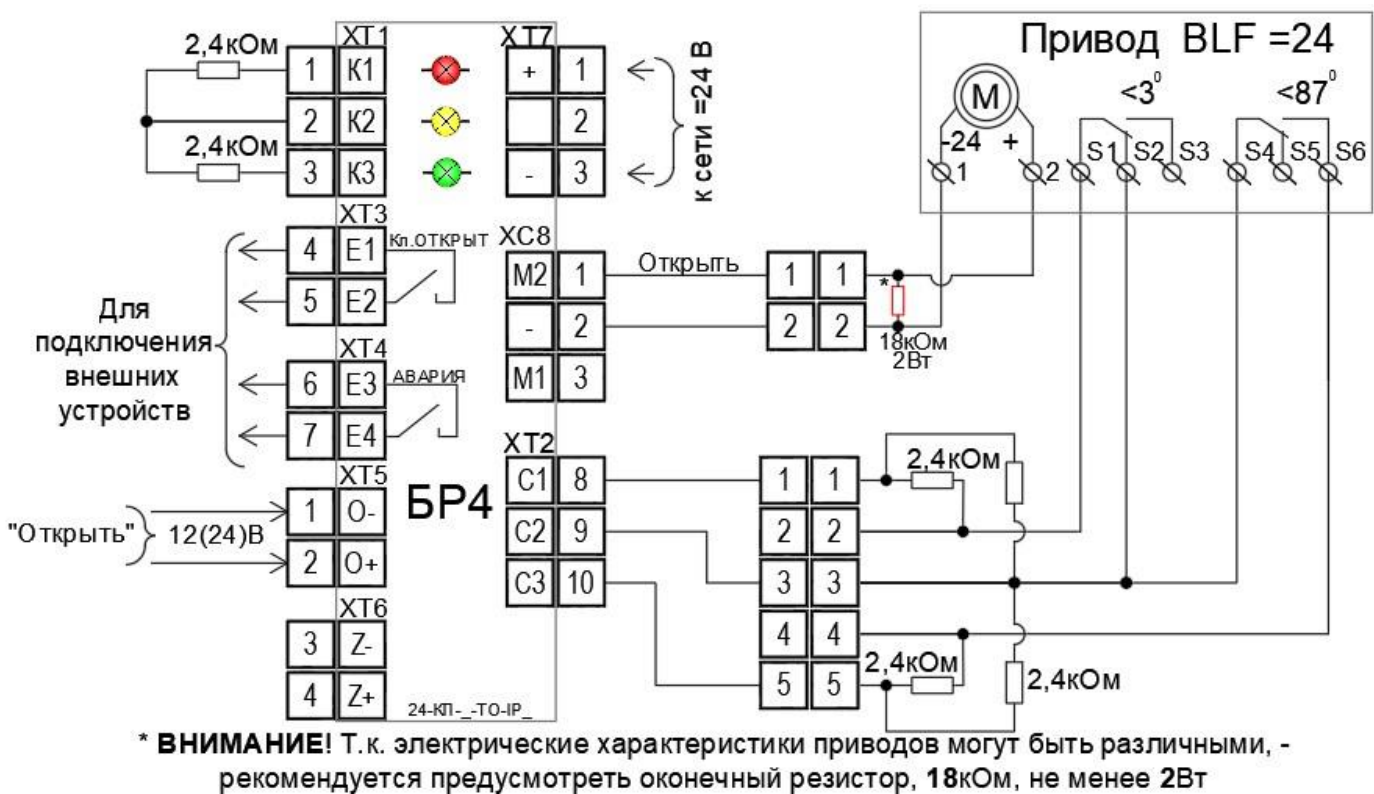 2,4кОм
XT1
1 K1
2 K2
2,4кОм
3 K3
XT7
+ 1
2
- 3
к сети =24 В
Привод BLF =24
M
-24 +
<3⁰
<87⁰
1
2
S1
S2
S3
S4
S5
S6
XT3
4 E1
Кл.ОТКРЫТ
5 E2
Для
подключения
внешних
устройств
XT4
6 E3
АВАРИЯ
7 E4
XC8
M2 1
Открыть
1 1
*
- 2
2 2
18кОм
2Вт
M1 3
XT5
"Открыть"
12(24)В
1 O-
2 O+
БР4
XT6
3 Z-
4 Z+
24-КП-_-ТО-IP_
XT2
C1 8
C2 9
C3 10
1 1
2,4кОм
2 2
3 3
4 4
2,4кОм
5 5
2,4кОм
* ВНИМАНИЕ! Т.к. электрические характеристики приводов могут быть различными, -
рекомендуется предусмотреть оконечный резистор, 18кОм, не менее 2Вт